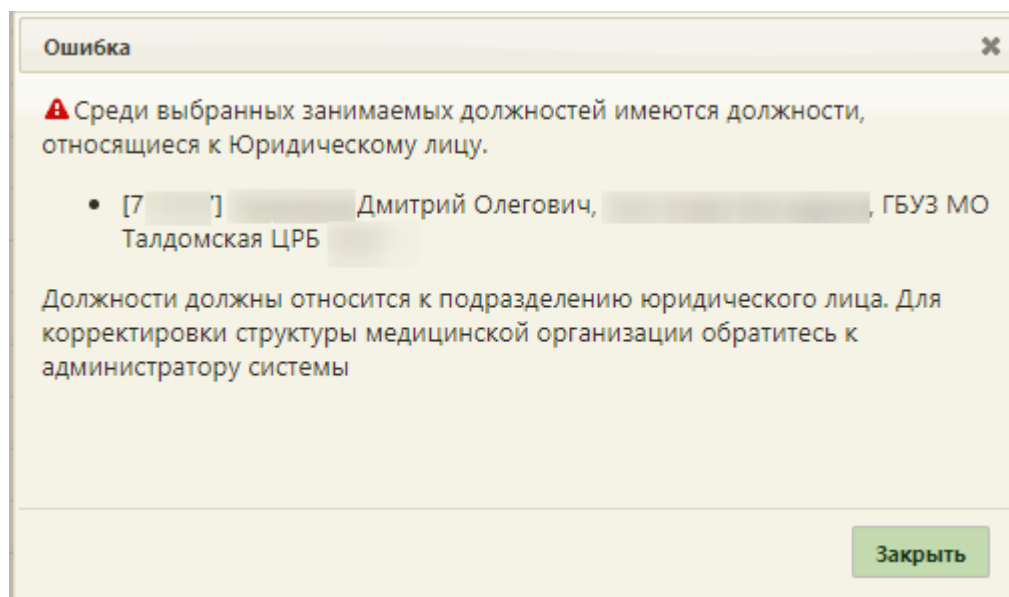 Ошибка
Среди выбранных занимаемых должностей имеются должности,
относящиеся к Юридическому лицу.
[7 '] Дмитрий Олегович, , ГБУЗ МО
Талдомская ЦРБ
Должности должны относится к подразделению юридического лица. Для
корректировки структуры медицинской организации обратитесь к
администратору системы
Закрыть